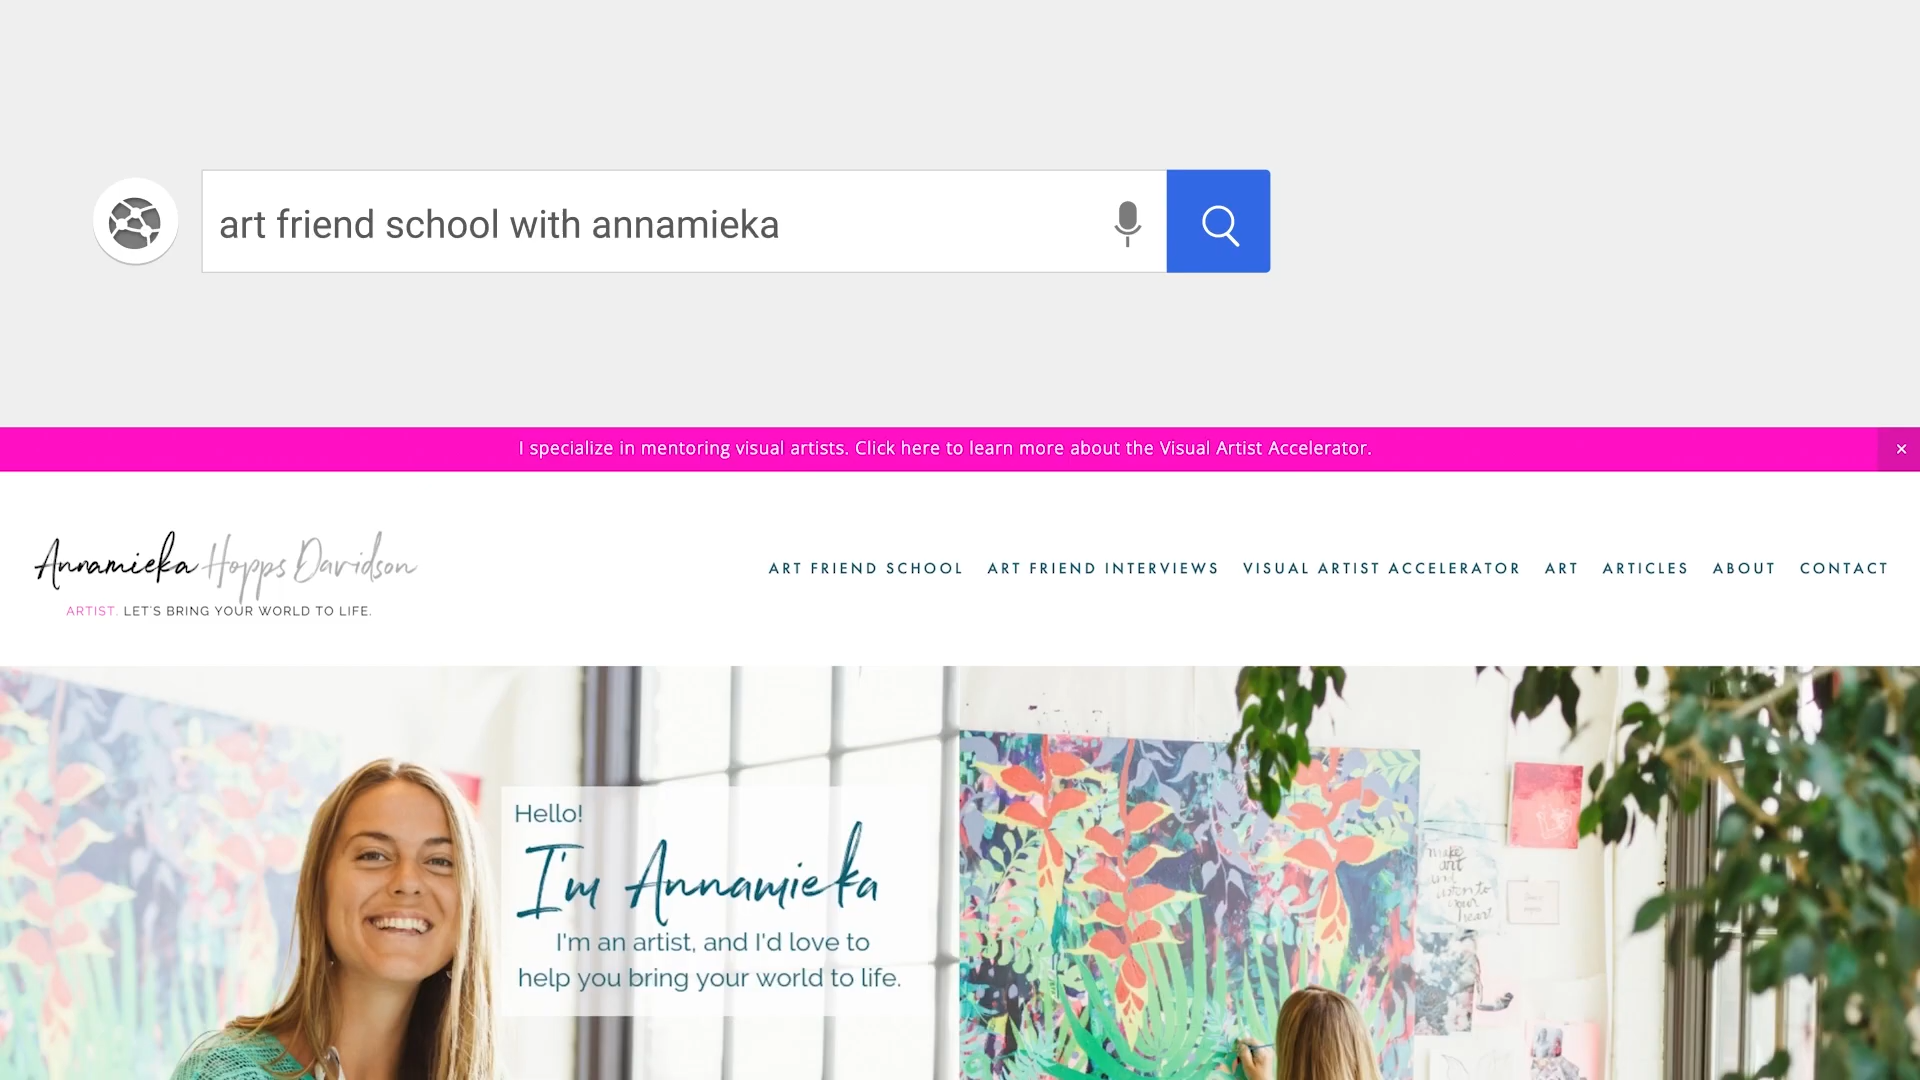 art friend school with annamieka
I specialize in mentoring visual artists. Click here to learn more about the Visual Artist Accelerator.
Annamieka Hopps Davidson
ARTIST. LET'S BRING YOUR WORLD TO LIFE.
ART FRIEND SCHOOL ART FRIEND INTERVIEWS VISUAL ARTIST ACCELERATOR ART ARTICLES ABOUT CONTACT
Hello!
I'm Annamieka
I'm an artist, and I'd love to
help you bring your world to life.
make
art
and
listen to
your
heart